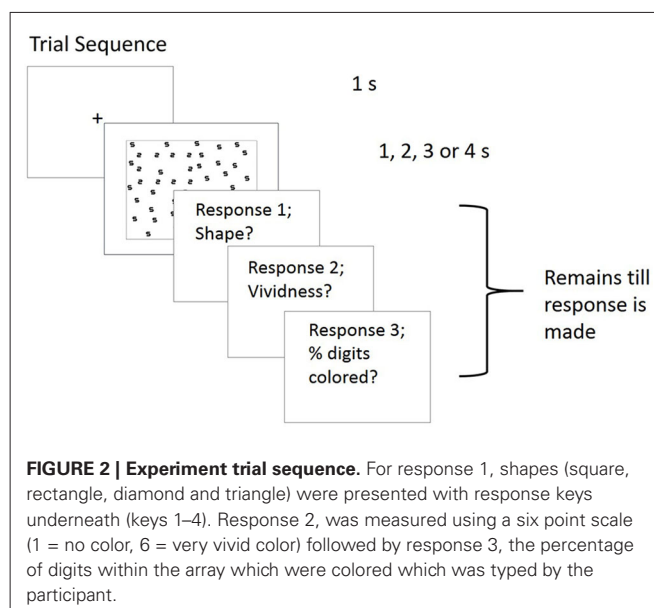 Trial Sequence
1 s
+
1, 2, 3 or 4 s
Response 1;
Shape?
Response 2;
Vividness?
Response 3;
% digits
colored?
Remains till
response is
made
FIGURE 2 | Experiment trial sequence. For response 1, shapes (square,
rectangle, diamond and triangle) were presented with response keys
underneath (keys 1–4). Response 2, was measured using a six point scale
(1 = no color, 6 = very vivid color) followed by response 3, the percentage
of digits within the array which were colored which was typed by the
participant.